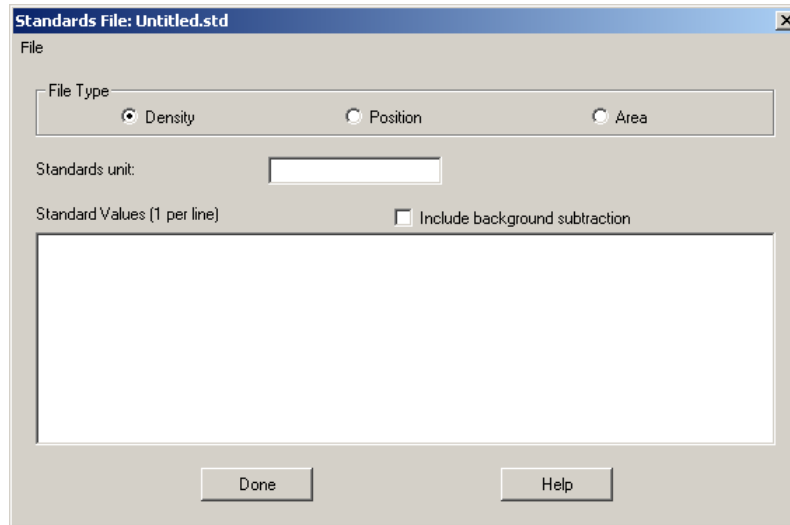 Standards File: Untitled.std
File
File Type
Density Position Area
Standards unit:
Standard Values (1 per line) Include background subtraction
Done Help